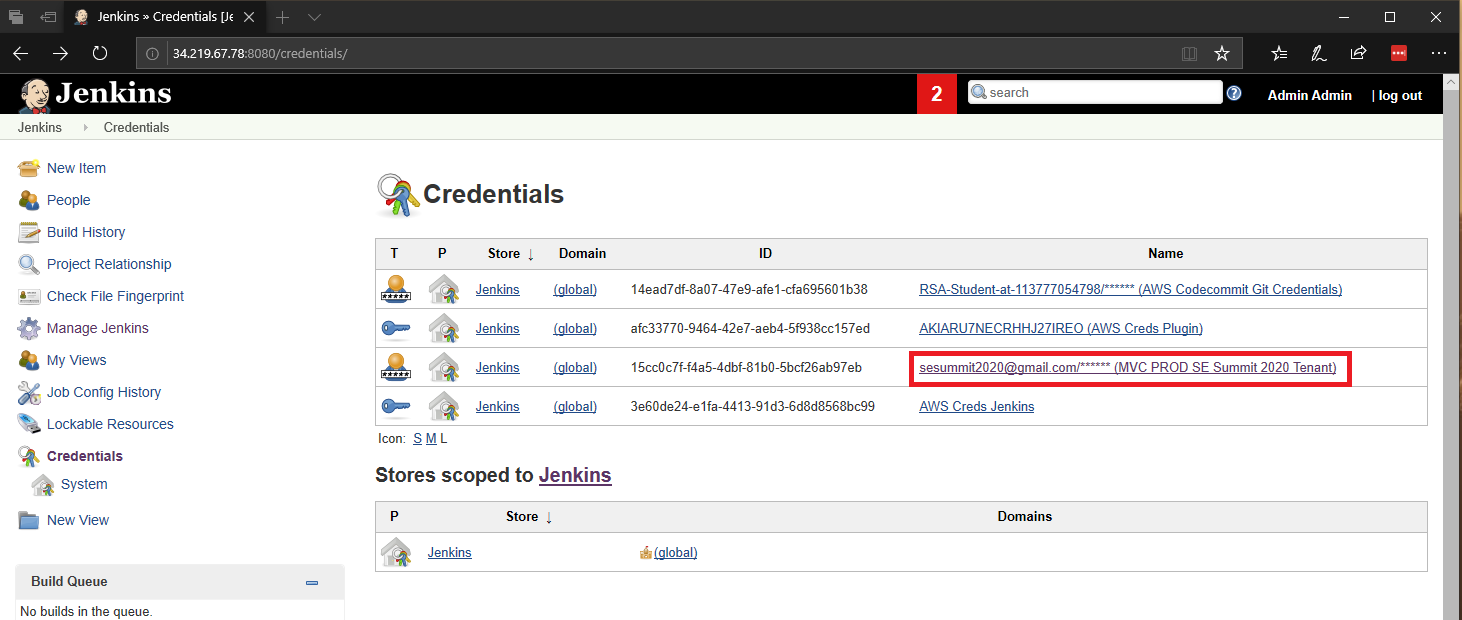 Jenkins » Credentials [Je
34.219.67.78:8080/credentials/
Jenkins
2
search
Admin Admin
| log out
Jenkins
Credentials
New Item
People
Build History
Project Relationship
Check File Fingerprint
Manage Jenkins
My Views
Job Config History
Lockable Resources
Credentials
System
New View
Build Queue
No builds in the queue.
Credentials
T P Store ↓ Domain ID Name
Jenkins (global) 14ead7df-8a07-47e9-afe1-cfa695601b38 RSA-Student-at-113777054798/****** (AWS Codecommit Git Credentials)
Jenkins (global) afc33770-9464-42e7-aeb4-5f938cc157ed AKIARU7NECRHHJ27IREO (AWS Creds Plugin)
Jenkins (global) 15cc0c7f-f4a5-4dbf-81b0-5bcf26ab97eb sesummit2020@gmail.com/****** (MVC PROD SE Summit 2020 Tenant)
Jenkins (global) 3e60de24-e1fa-4413-91d3-6d8d8568bc99 AWS Creds Jenkins
Icon: S M L
Stores scoped to Jenkins
P Store ↓ Domains
Jenkins (global)